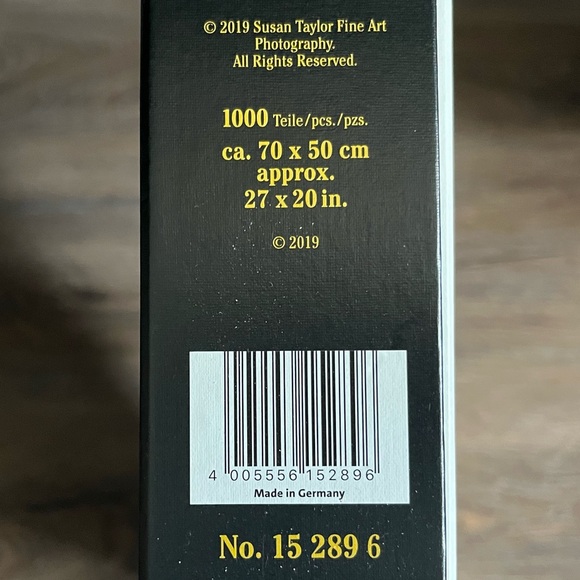 © 2019 Susan Taylor Fine Art
Photography.
All Rights Reserved.
1000 Teile/pcs./pzs.
ca. 70 x 50 cm
approx.
27 x 20 in.
© 2019
4 005556 152896
Made in Germany
No. 15 289 6